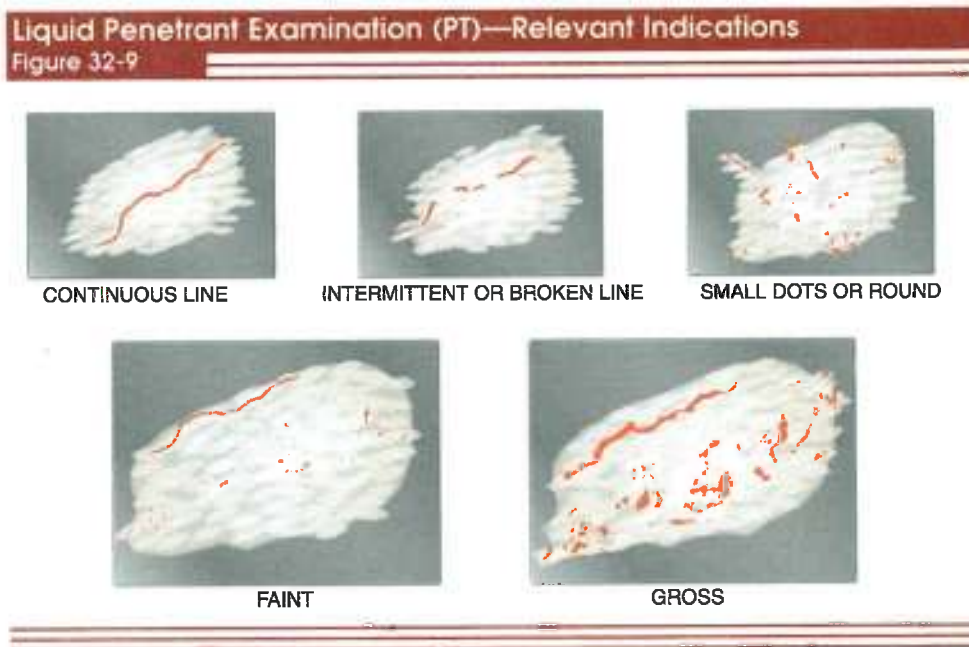 Liquid Penetrant Examination (PT)—Relevant Indications
Figure 32-9
CONTINUOUS LINE
INTERMITTENT OR BROKEN LINE
SMALL DOTS OR ROUND
FAINT
GROSS